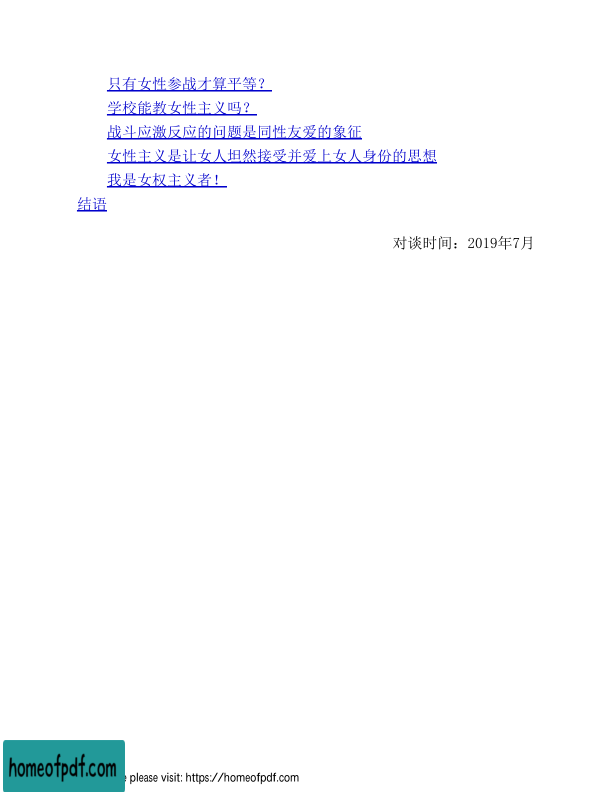 只有女性参战才算平等？
学校能教女性主义吗？
战斗应激反应的问题是同性友爱的象征
女性主义是让女人坦然接受并爱上女人身份的思想
我是女权主义者！
结语
对谈时间：2019年7月
homeofpdf.com
please visit: https://homeofpdf.com